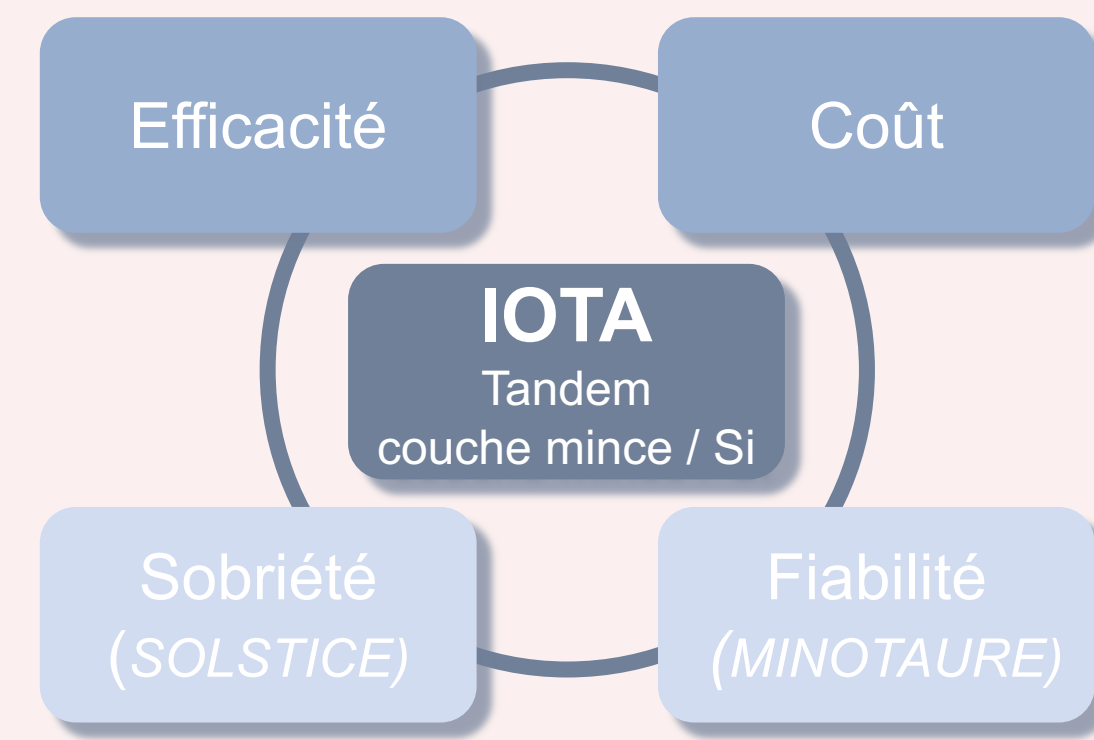 Efficacité
Coût
IOTA
Tandem
couche mince / Si
Sobriété
(SOLSTICE)
Fiabilité
(MINOTAURE)